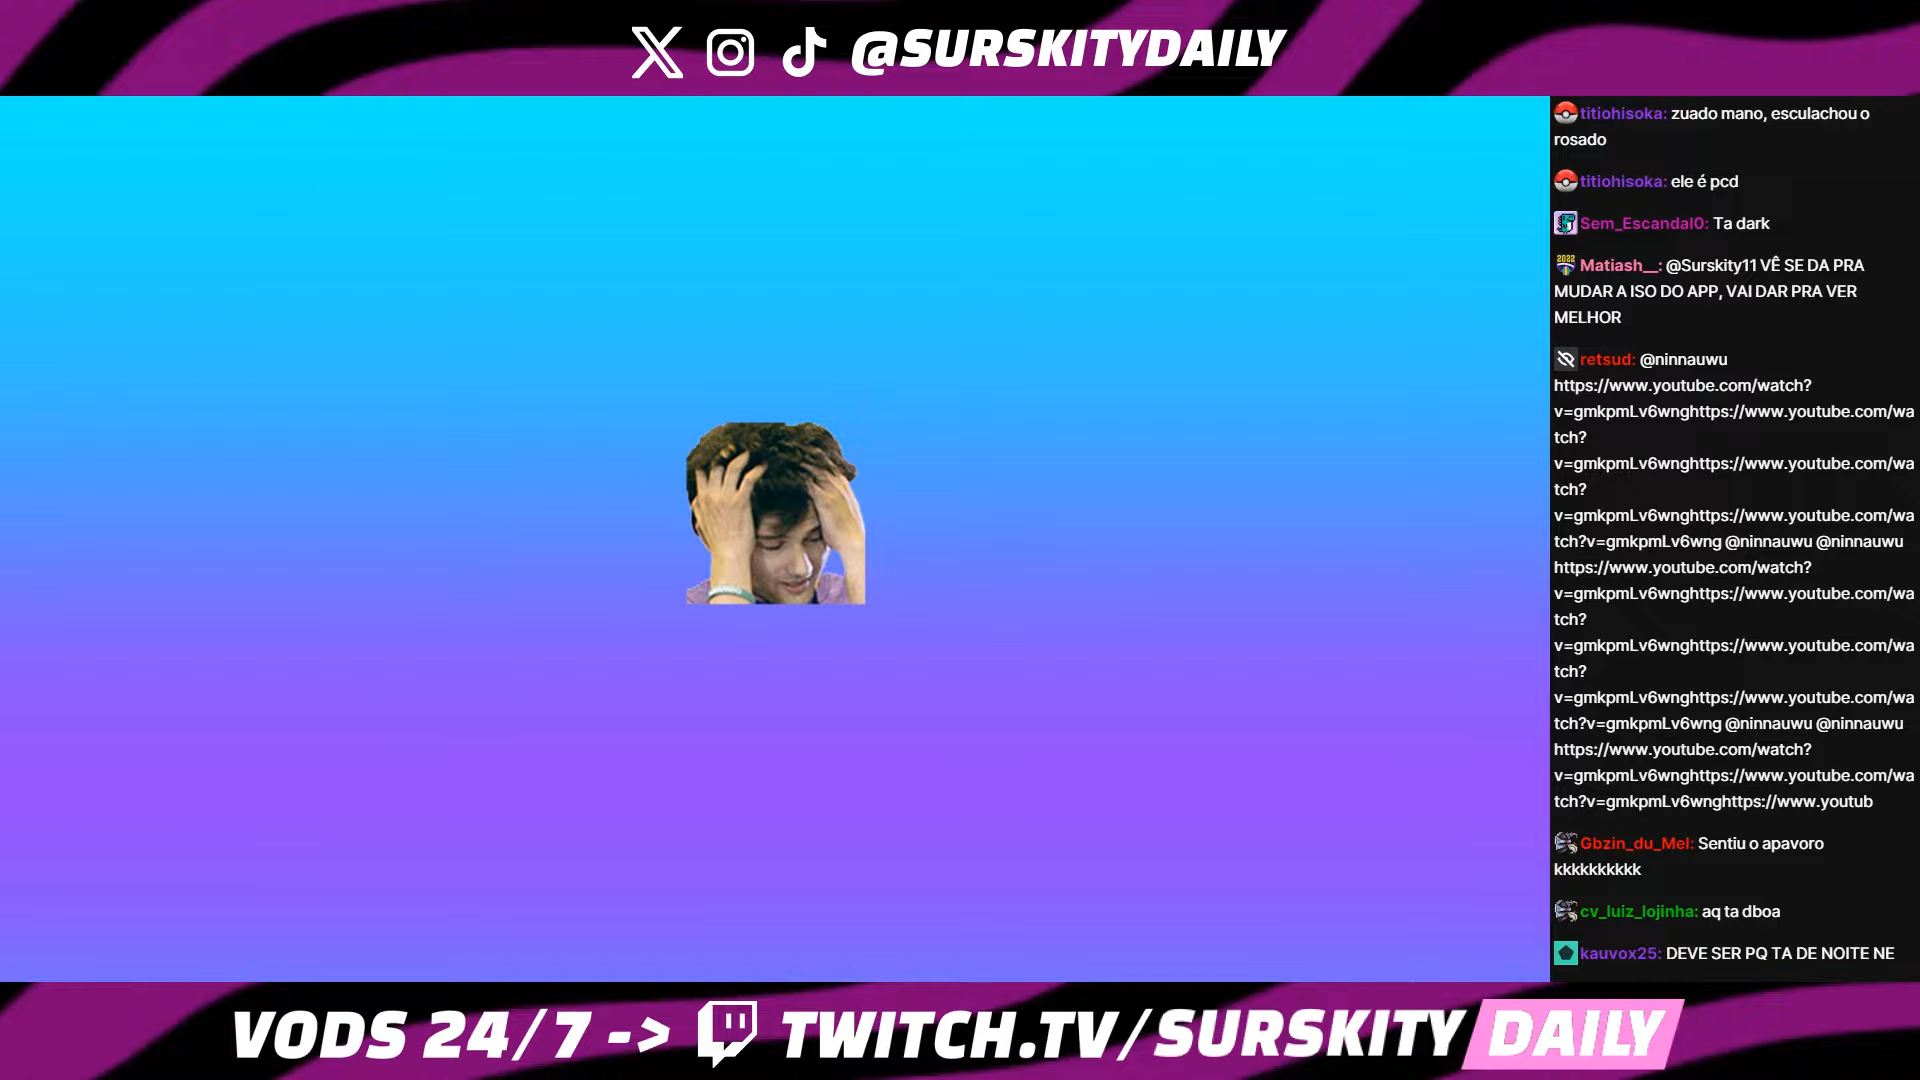 @SURSKITYDAILY
titiohisoka: zuado mano, esculachou o
rosado
titiohisoka: ele é pcd
Sem_Escandal0: Ta dark
2022
Matiash__: @Surskity11 VÊ SE DA PRA
MUDAR A ISO DO APP, VAI DAR PRA VER
MELHOR
retsud: @ninnauwu
https://www.youtube.com/watch?
v=gmkpmLv6wnghttps://www.youtube.com/wa
tch?
v=gmkpmLv6wnghttps://www.youtube.com/wa
tch?
v=gmkpmLv6wnghttps://www.youtube.com/wa
tch?v=gmkpmLv6wng @ninnauwu @ninnauwu
https://www.youtube.com/watch?
v=gmkpmLv6wnghttps://www.youtube.com/wa
tch?
v=gmkpmLv6wnghttps://www.youtube.com/wa
tch?
v=gmkpmLv6wnghttps://www.youtube.com/wa
tch?v=gmkpmLv6wng @ninnauwu @ninnauwu
https://www.youtube.com/watch?
v=gmkpmLv6wnghttps://www.youtube.com/wa
tch?v=gmkpmLv6wnghttps://www.youtub
Gbzin_du_Mel: Sentiu o apavoro
kkkkkkkkkk
cv_luiz_lojinha: aq ta dboa
kauvox25: DEVE SER PQ TA DE NOITE NE
VODS 24/7 -> TWITCH.TV/SURSKITY DAILY